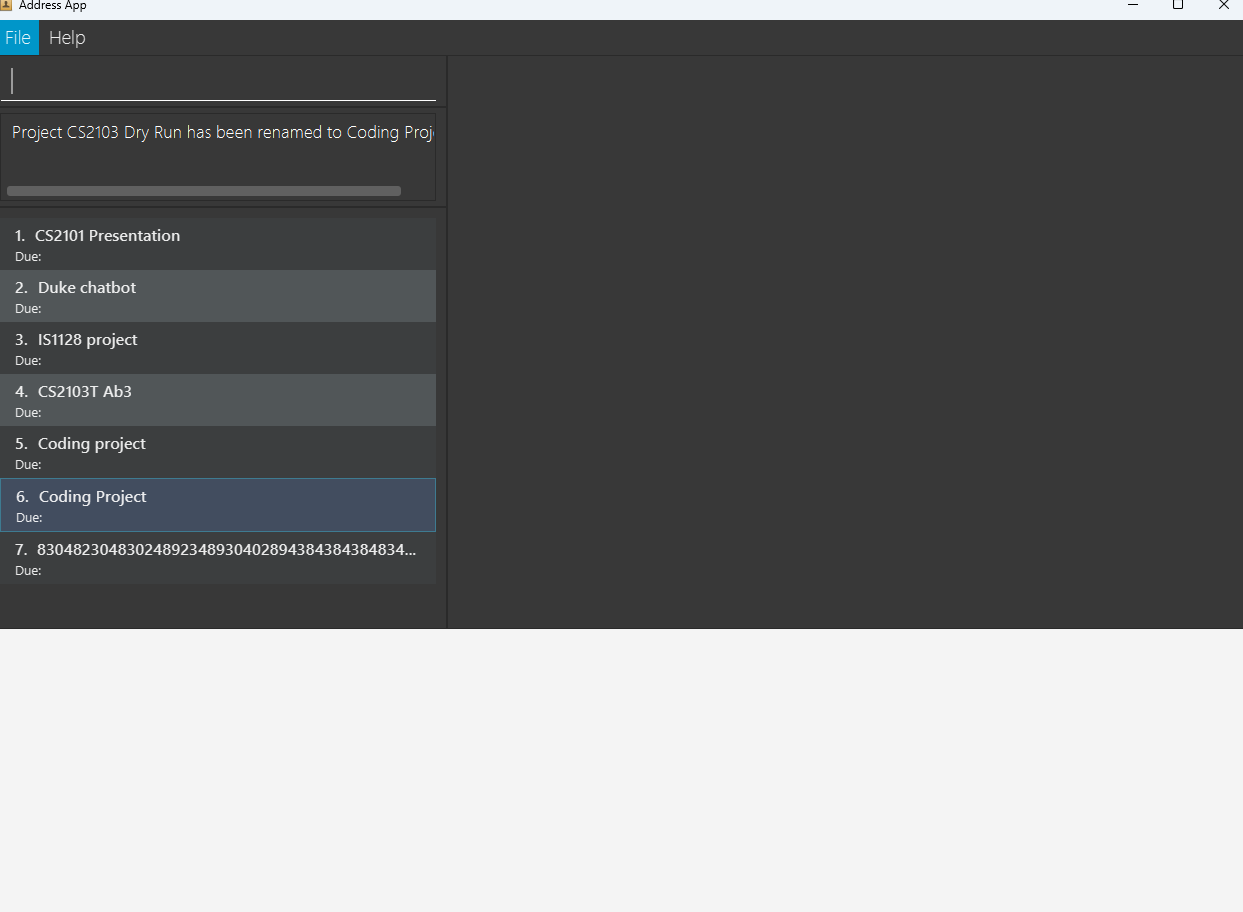 Address App
File Help
Project CS2103 Dry Run has been renamed to Coding Proj
1. CS2101 Presentation
Due:
2. Duke chatbot
Due:
3. IS1128 project
Due:
4. CS2103T Ab3
Due:
5. Coding project
Due:
6. Coding Project
Due:
7. 8304823048302489234893040289438438438​4834...
Due: